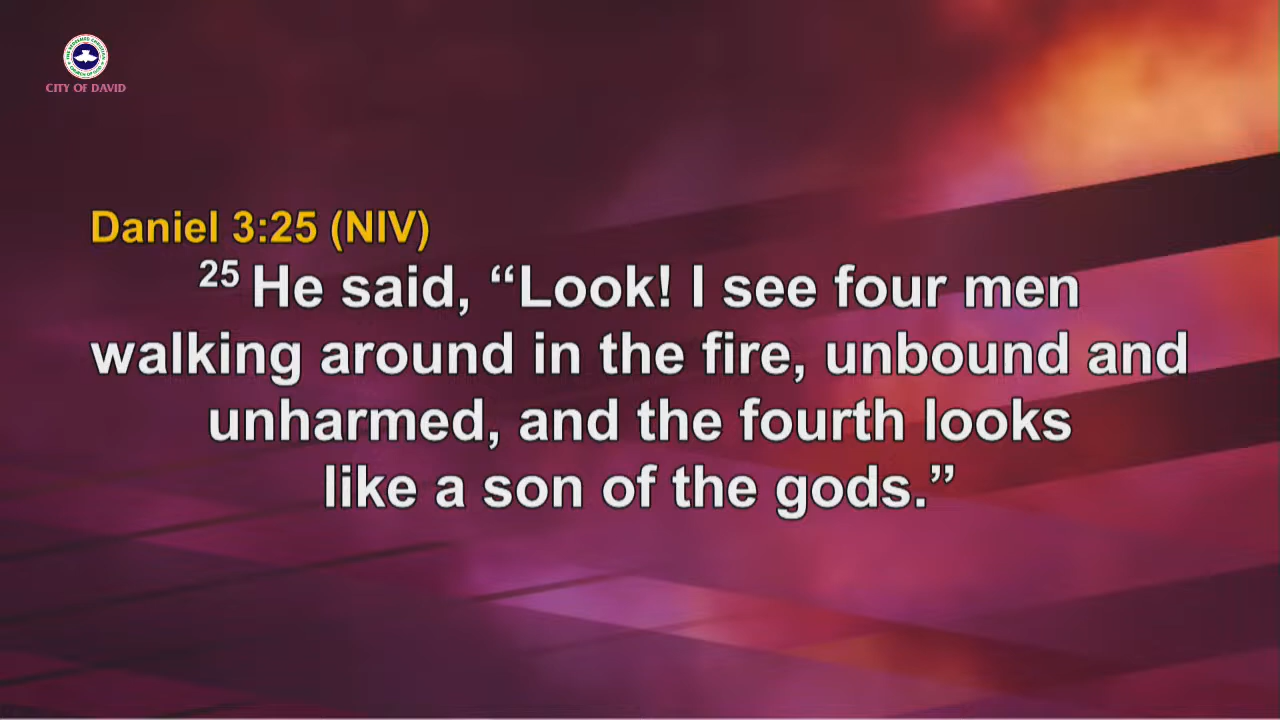 CITY OF DAVID
Daniel 3:25 (NIV)
25 He said, “Look! I see four men
walking around in the fire, unbound and
unharmed, and the fourth looks
like a son of the gods.”